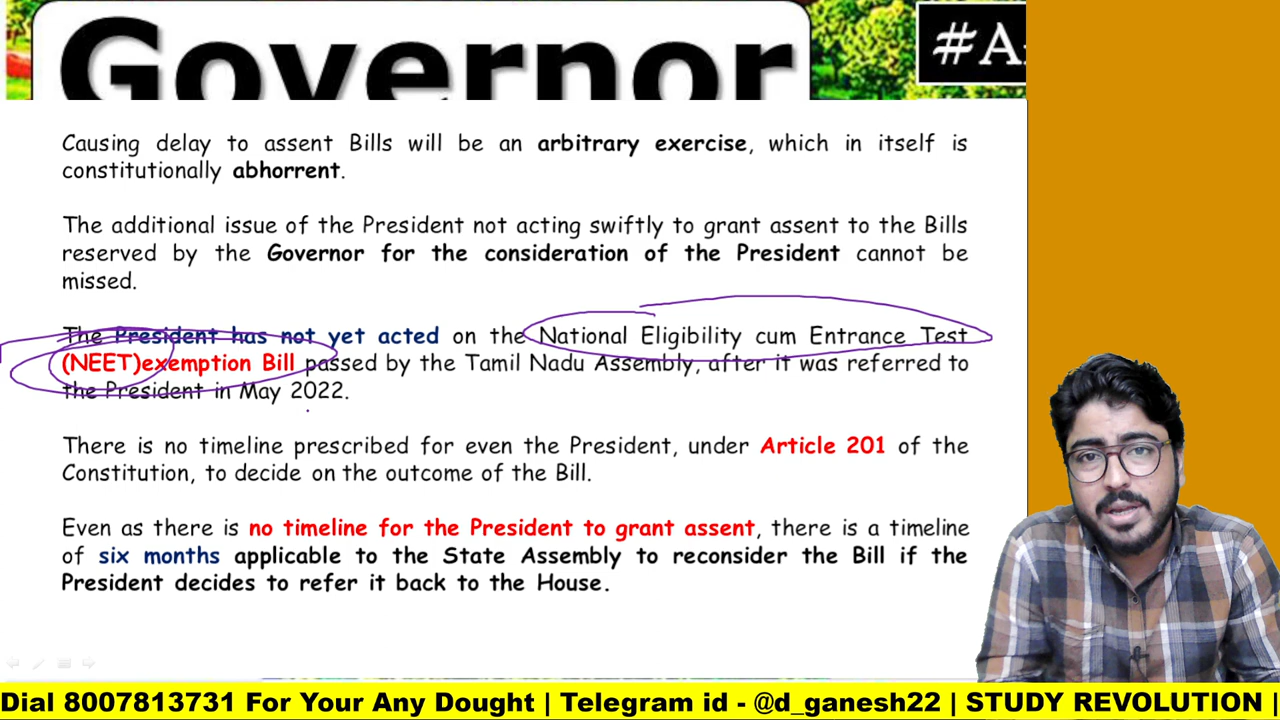 Governor
#A
Causing delay to assent Bills will be an arbitrary exercise, which in itself is
constitutionally abhorrent.
The additional issue of the President not acting swiftly to grant assent to the Bills
reserved by the Governor for the consideration of the President cannot be
missed.
The President has not yet acted on the National Eligibility cum Entrance Test
(NEET)exemption Bill passed by the Tamil Nadu Assembly, after it was referred to
the President in May 2022.
There is no timeline prescribed for even the President, under Article 201 of the
Constitution, to decide on the outcome of the Bill.
Even as there is no timeline for the President to grant assent, there is a timeline
of six months applicable to the State Assembly to reconsider the Bill if the
President decides to refer it back to the House.
Dial 8007813731 For Your Any Dought | Telegram id - @d_ganesh22 | STUDY REVOLUTION |